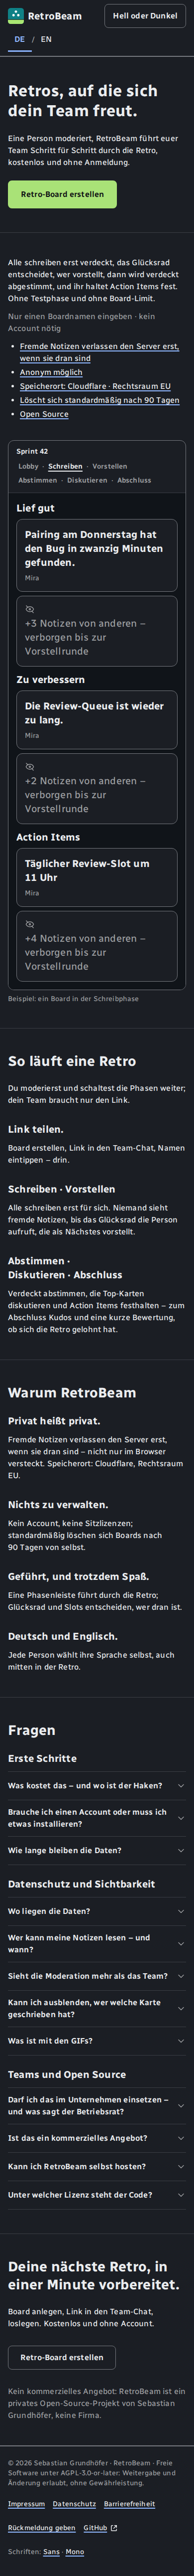 RetroBeam
Hell oder Dunkel
DE / EN
Retros, auf die sich
dein Team freut.
Eine Person moderiert, RetroBeam führt euer
Team Schritt für Schritt durch die Retro,
kostenlos und ohne Anmeldung.
Retro-Board erstellen
Alle schreiben erst verdeckt, das Glücksrad
entscheidet, wer vorstellt, dann wird verdeckt
abgestimmt, und ihr haltet Action Items fest.
Ohne Testphase und ohne Board-Limit.
Nur einen Boardnamen eingeben · kein
Account nötig
• Fremde Notizen verlassen den Server erst,
wenn sie dran sind
• Anonym möglich
• Speicherort: Cloudflare · Rechtsraum EU
• Löscht sich standardmäßig nach 90 Tagen
• Open Source
Sprint 42
Lobby · Schreiben · Vorstellen
Abstimmen · Diskutieren · Abschluss
Lief gut
Pairing am Donnerstag hat
den Bug in zwanzig Minuten
gefunden.
Mira
+3 Notizen von anderen –
verborgen bis zur
Vorstellrunde
Zu verbessern
Die Review-Queue ist wieder
zu lang.
Mira
+2 Notizen von anderen –
verborgen bis zur
Vorstellrunde
Action Items
Täglicher Review-Slot um
11 Uhr
Mira
+4 Notizen von anderen –
verborgen bis zur
Vorstellrunde
Beispiel: ein Board in der Schreibphase
So läuft eine Retro
Du moderierst und schaltest die Phasen weiter;
dein Team braucht nur den Link.
Link teilen.
Board erstellen, Link in den Team-Chat, Namen
eintippen – drin.
Schreiben · Vorstellen
Alle schreiben erst für sich. Niemand sieht
fremde Notizen, bis das Glücksrad die Person
aufruft, die als Nächstes vorstellt.
Abstimmen ·
Diskutieren · Abschluss
Verdeckt abstimmen, die Top-Karten
diskutieren und Action Items festhalten – zum
Abschluss Kudos und eine kurze Bewertung,
ob sich die Retro gelohnt hat.
Warum RetroBeam
Privat heißt privat.
Fremde Notizen verlassen den Server erst,
wenn sie dran sind – nicht nur im Browser
versteckt. Speicherort: Cloudflare, Rechtsraum
EU.
Nichts zu verwalten.
Kein Account, keine Sitzlizenzen;
standardmäßig löschen sich Boards nach
90 Tagen von selbst.
Geführt, und trotzdem Spaß.
Eine Phasenleiste führt durch die Retro;
Glücksrad und Slots entscheiden, wer dran ist.
Deutsch und Englisch.
Jede Person wählt ihre Sprache selbst, auch
mitten in der Retro.
Fragen
Erste Schritte
Was kostet das – und wo ist der Haken?
Brauche ich einen Account oder muss ich
etwas installieren?
Wie lange bleiben die Daten?
Datenschutz und Sichtbarkeit
Wo liegen die Daten?
Wer kann meine Notizen lesen – und
wann?
Sieht die Moderation mehr als das Team?
Kann ich ausblenden, wer welche Karte
geschrieben hat?
Was ist mit den GIFs?
Teams und Open Source
Darf ich das im Unternehmen einsetzen –
und was sagt der Betriebsrat?
Ist das ein kommerzielles Angebot?
Kann ich RetroBeam selbst hosten?
Unter welcher Lizenz steht der Code?
Deine nächste Retro, in
einer Minute vorbereitet.
Board anlegen, Link in den Team-Chat,
loslegen. Kostenlos und ohne Account.
Retro-Board erstellen
Kein kommerzielles Angebot: RetroBeam ist ein
privates Open-Source-Projekt von Sebastian
Grundhöfer, keine Firma.
© 2026 Sebastian Grundhöfer · RetroBeam · Freie
Software unter AGPL-3.0-or-later: Weitergabe und
Änderung erlaubt, ohne Gewährleistung.
Impressum Datenschutz Barrierefreiheit
Rückmeldung geben GitHub
Schriften: Sans · Mono